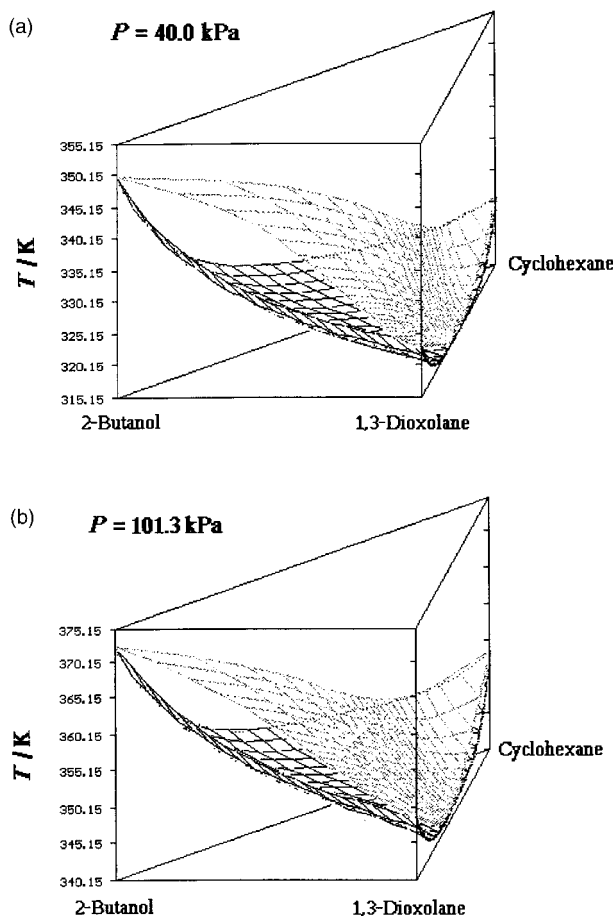 (a)
P = 40.0 kPa
355.15
350.15
345.15
340.15
335.15
330.15
325.15
320.15
315.15
T / K
Cyclohexane
2-Butanol
1,3-Dioxolane
(b)
P = 101.3 kPa
375.15
370.15
365.15
360.15
355.15
350.15
345.15
340.15
T / K
Cyclohexane
2-Butanol
1,3-Dioxolane